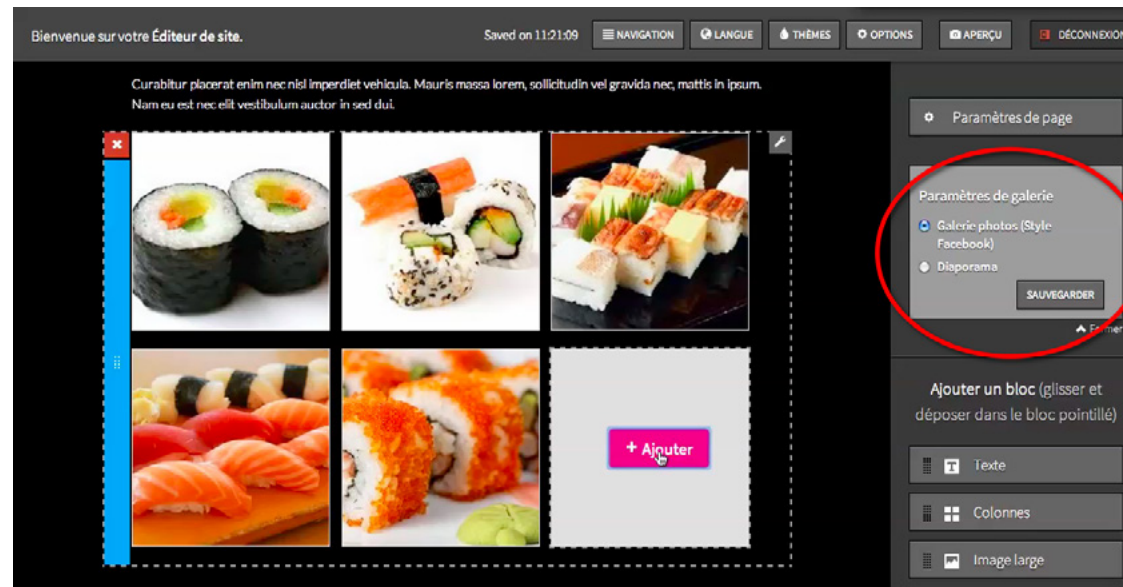 Bienvenue sur votre Éditeur de site.
Saved on 11:21:09
NAVIGATION
LANGUE
THÈMES
OPTIONS
APERÇU
DÉCONNEXION
Curabitur placerat enim nec nisl imperdiet vehicula. Mauris massa lorem, sollicitudin vel gravida nec, mattis in ipsum.
Nam eu est nec elit vestibulum auctor in sed dui.
+ Ajouter
Paramètres de page
Paramètres de galerie
Galerie photos (Style
Facebook)
Diaporama
SAUVEGARDER
Fermer
Ajouter un bloc (glisser et
déposer dans le bloc pointillé)
T Texte
Colonnes
Image large